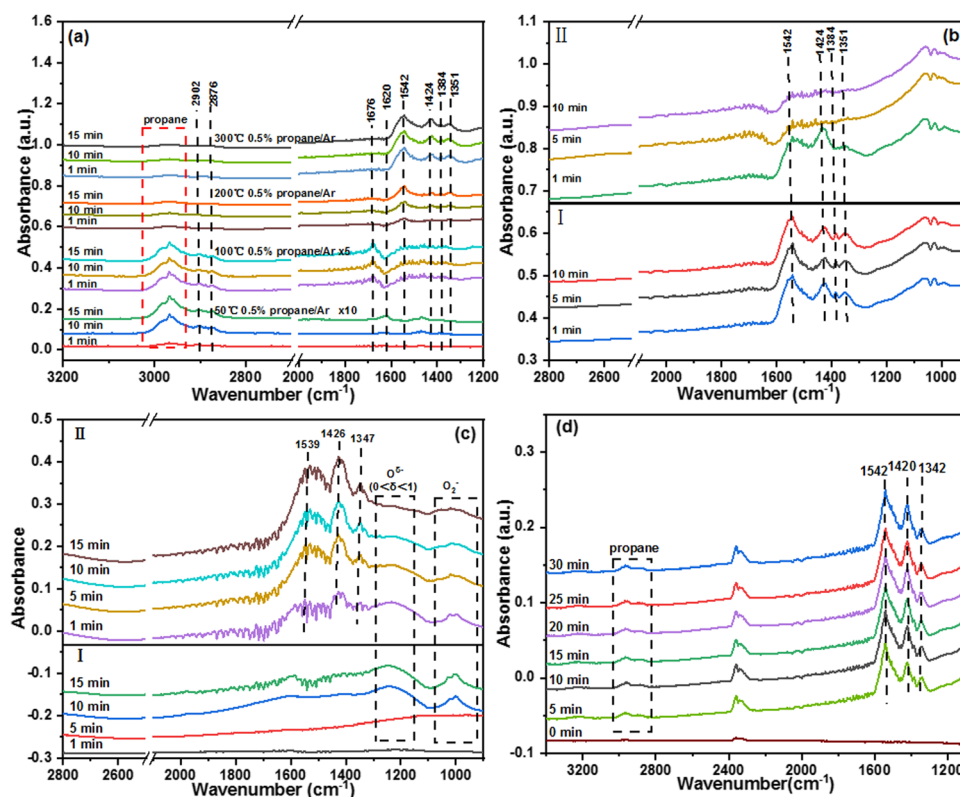 (a)
propane
2902
2876
1676
1620
1542
1424
1384
1351
15 min
300℃ 0.5% propane/Ar
10 min
1 min
15 min
200℃ 0.5% propane/Ar
10 min
1 min
15 min
100℃ 0.5% propane/Ar x5
10 min
1 min
15 min
50℃ 0.5% propane/Ar x10
10 min
1 min
1.6
1.4
1.2
1.0
0.8
0.6
0.4
0.2
0.0
3200 3000 2800 2000 1800 1600 1400 1200
Absorbance (a.u.)
Wavenumber (cm-1)
II
(b)
1542
1424
1384
1351
10 min
5 min
1 min
I
10 min
5 min
1 min
1.0
0.9
0.8
0.7
0.6
0.5
0.4
0.3
2600 2000 1800 1600 1400 1200 1000
Absorbance (a.u.)
Wavenumber (cm-1)
II
(c)
1539
1426
1347
Oδ-
(0<δ<1)
O2-
15 min
10 min
5 min
1 min
I
15 min
10 min
5 min
1 min
0.5
0.4
0.3
0.2
0.1
0.0
-0.1
-0.2
-0.3
2800 2600 2000 1800 1600 1400 1200 1000
Absorbance
Wavenumber (cm-1)
(d)
1542
1420
1342
propane
30 min
25 min
20 min
15 min
10 min
5 min
0 min
0.3
0.2
0.1
0.0
-0.1
3200 2800 2400 2000 1600 1200
Absorbance (a.u.)
Wavenumber(cm-1)